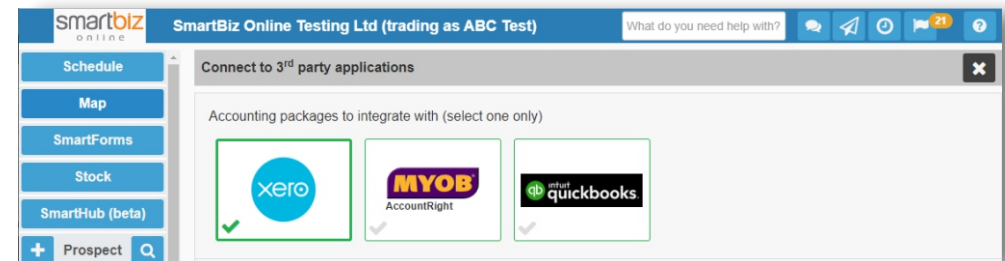 smartbiz
online
SmartBiz Online Testing Ltd (trading as ABC Test)
What do you need help with?
21
?
Schedule
Connect to 3rd party applications
Map
Accounting packages to integrate with (select one only)
SmartForms
Stock
SmartHub (beta)
+ Prospect
xero
MYOB
AccountRight
qb intuit quickbooks.